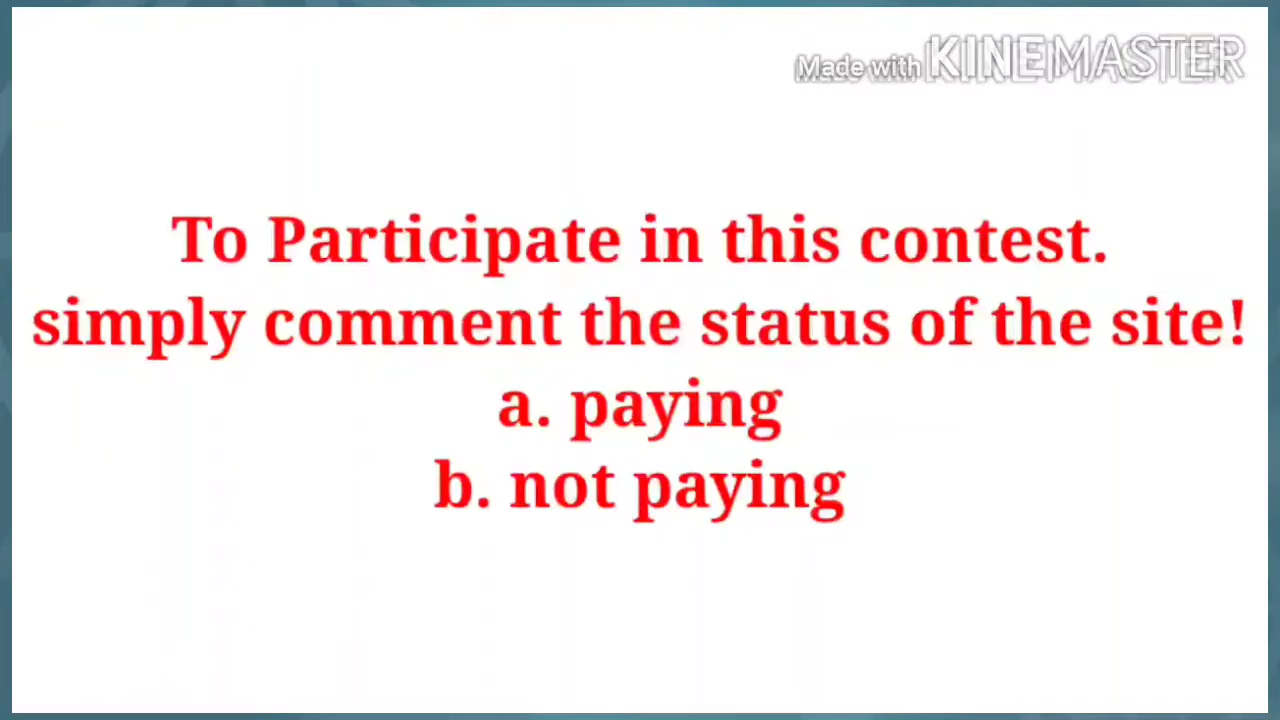 Made with KINEMASTER
To Participate in this contest.
simply comment the status of the site!
a. paying
b. not paying